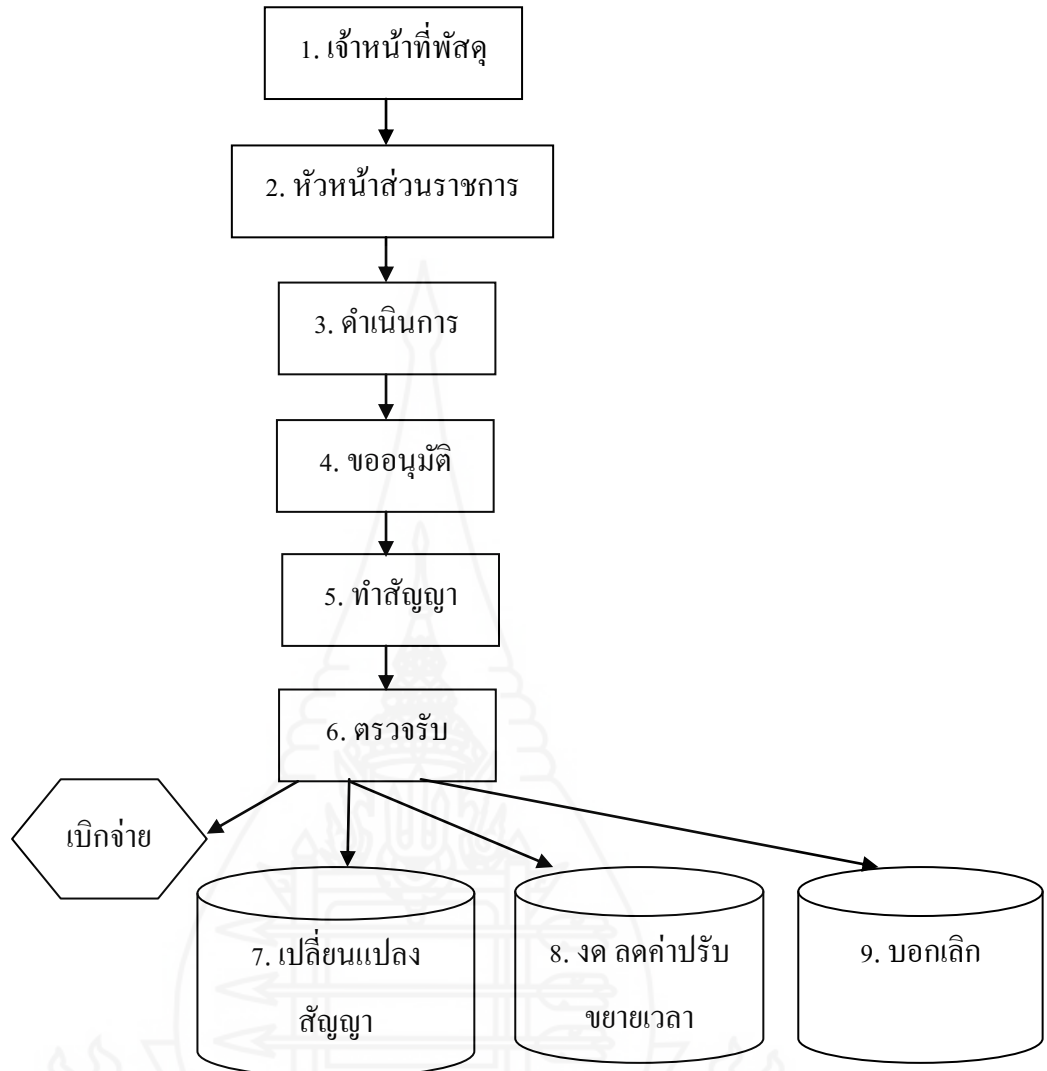 1. เจ้าหน้าที่พัสดุ
2. หัวหน้าส่วนราชการ
3. ดำเนินการ
4. ขออนุมัติ
5. ทำสัญญา
6. ตรวจรับ
เบิกจ่าย
7. เปลี่ยนแปลง
สัญญา
8. งด ลดค่าปรับ
ขยายเวลา
9. บอกเลิก